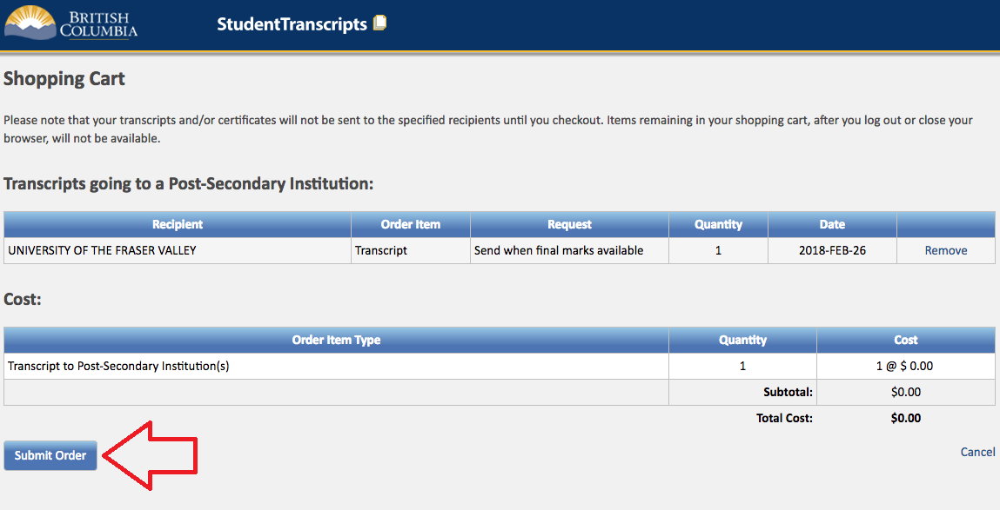 BRITISH
COLUMBIA
StudentTranscripts
Shopping Cart
Please note that your transcripts and/or certificates will not be sent to the specified recipients until you checkout. Items remaining in your shopping cart, after you log out or close your
browser, will not be available.
Transcripts going to a Post-Secondary Institution:
Recipient Order Item Request Quantity Date
UNIVERSITY OF THE FRASER VALLEY Transcript Send when final marks available 1 2018-FEB-26 Remove
Cost:
Order Item Type Quantity Cost
Transcript to Post-Secondary Institution(s) 1 1 @ $ 0.00
Subtotal: $0.00
Total Cost: $0.00
Submit Order Cancel